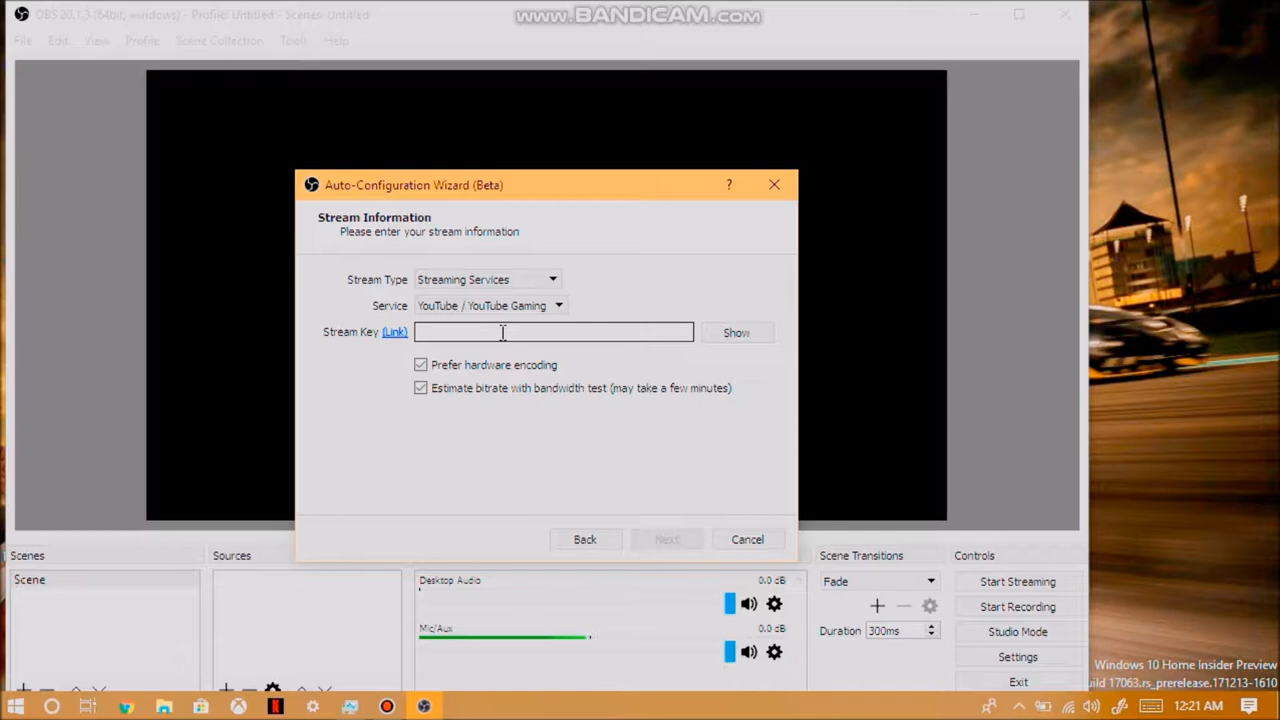 OBS 20.1.3 (64bit, windows) - Profile: Untitled - Scenes: Untitled
www.BANDICAM.com
File Edit View Profile Scene Collection Tools Help
Auto-Configuration Wizard (Beta)
?
Stream Information
Please enter your stream information
Stream Type Streaming Services
Service YouTube / YouTube Gaming
Stream Key (Link) Show
Prefer hardware encoding
Estimate bitrate with bandwidth test (may take a few minutes)
Back Next Cancel
Scenes Sources Scene Transitions Controls
Scene
Desktop Audio 0.0 dB
Mic/Aux 0.0 dB
Fade
Duration 300ms
Start Streaming
Start Recording
Studio Mode
Settings
Exit
Windows 10 Home Insider Preview
uild 17063.rs_prerelease.171213-1610
12:21 AM